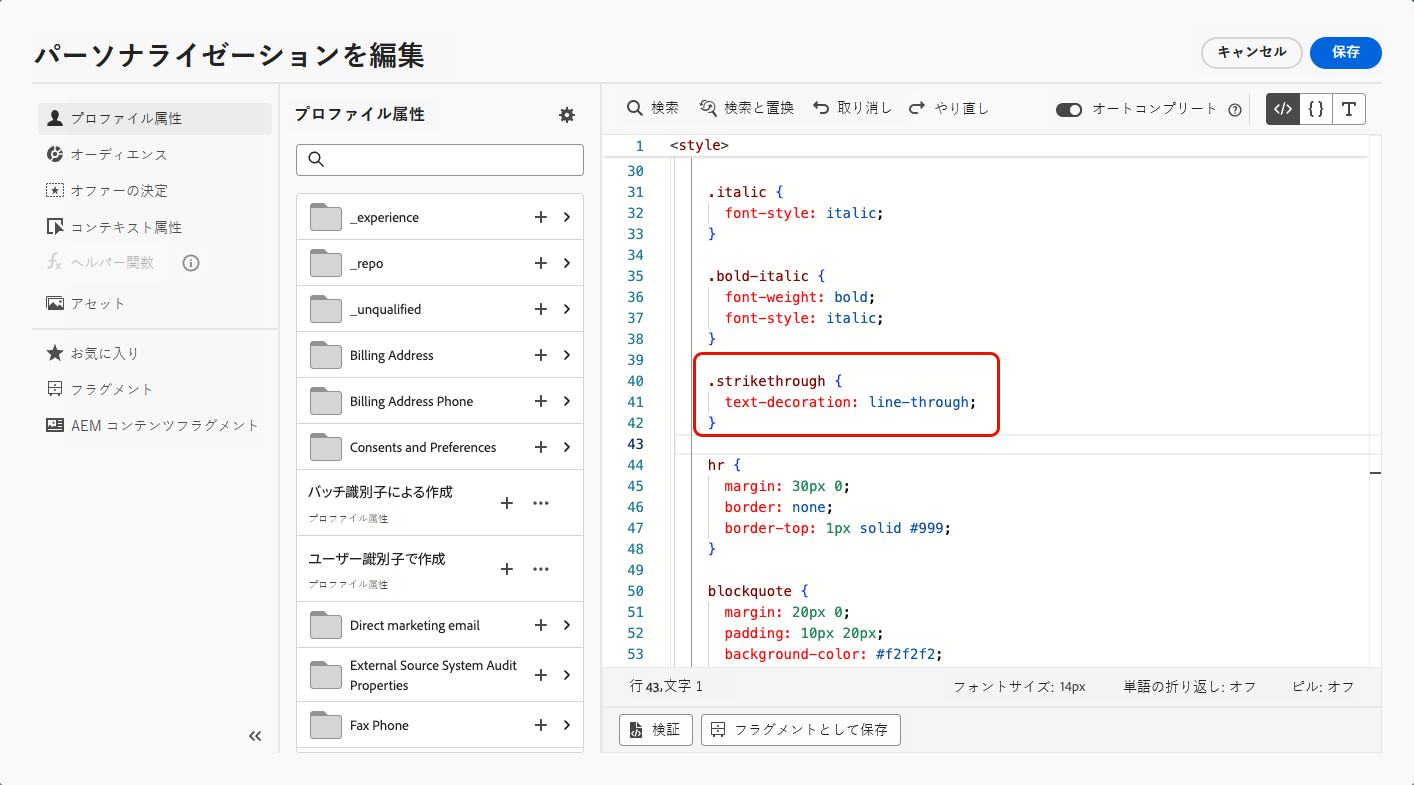 パーソナライゼーションを編集
キャンセル
保存
プロファイル属性
オーディエンス
オファーの決定
コンテキスト属性
ヘルパー関数
アセット
お気に入り
フラグメント
AEM コンテンツフラグメント
プロファイル属性
_experience
_repo
_unqualified
Billing Address
Billing Address Phone
Consents and Preferences
バッチ識別子による作成
プロファイル属性
ユーザー識別子で作成
プロファイル属性
Direct marketing email
External Source System Audit
Properties
Fax Phone
検索
検索と置換
取り消し
やり直し
オートコンプリート
1 <style>
30
31 .italic {
32 font-style: italic;
33 }
34
35 .bold-italic {
36 font-weight: bold;
37 font-style: italic;
38 }
39
40 .strikethrough {
41 text-decoration: line-through;
42 }
43
44 hr {
45 margin: 30px 0;
46 border: none;
47 border-top: 1px solid #999;
48 }
49
50 blockquote {
51 margin: 20px 0;
52 padding: 10px 20px;
53 background-color: #f2f2f2;
行 43,文字 1
フォントサイズ: 14px
単語の折り返し: オフ
ピル: オフ
検証
フラグメントとして保存